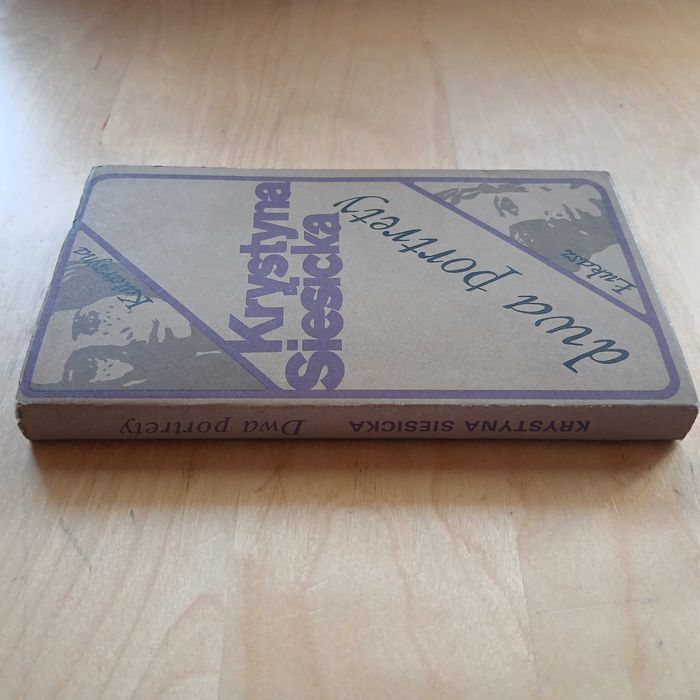 Krystyna
Siesicka
dwa portrety
Katarzyna
Łukasz
KRYSTYNA SIESICKA Dwa portrety